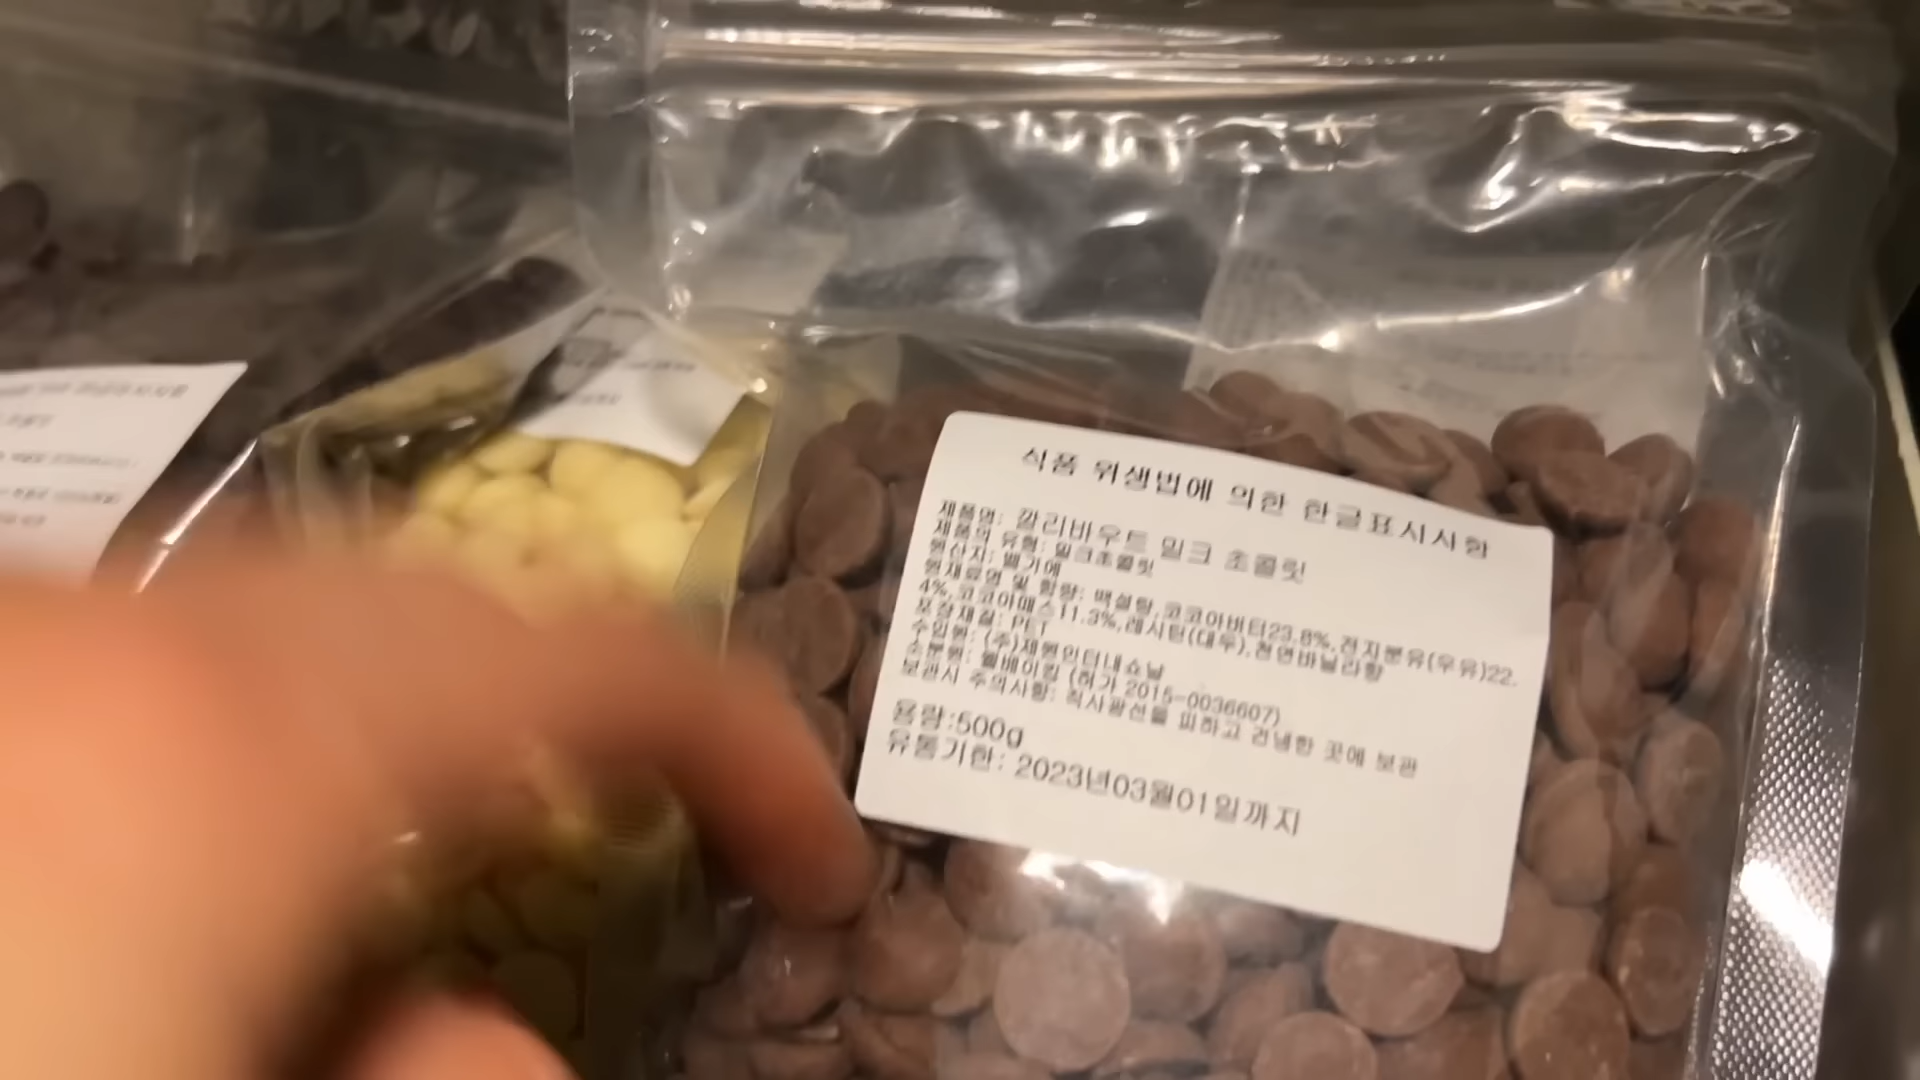 식품 위생법에 의한 한글표시사항
제품명: 깔리바우트 밀크 초콜릿
제품의 유형: 밀크초콜릿
원산지: 벨기에
원재료명 및 함량: 백설탕,코코아버터23.8%,전지분유(우유)22.
4%,코코아매스11.3%,레시틴(대두),천연바닐라향
포장재질: PET
수입원: (주)제원인터내쇼날
소분원: 웰베이킹 (허가 2015-0036607)
보관시 주의사항: 직사광선을 피하고 건냉한 곳에 보관
용량:500g
유통기한: 2023년03월01일까지